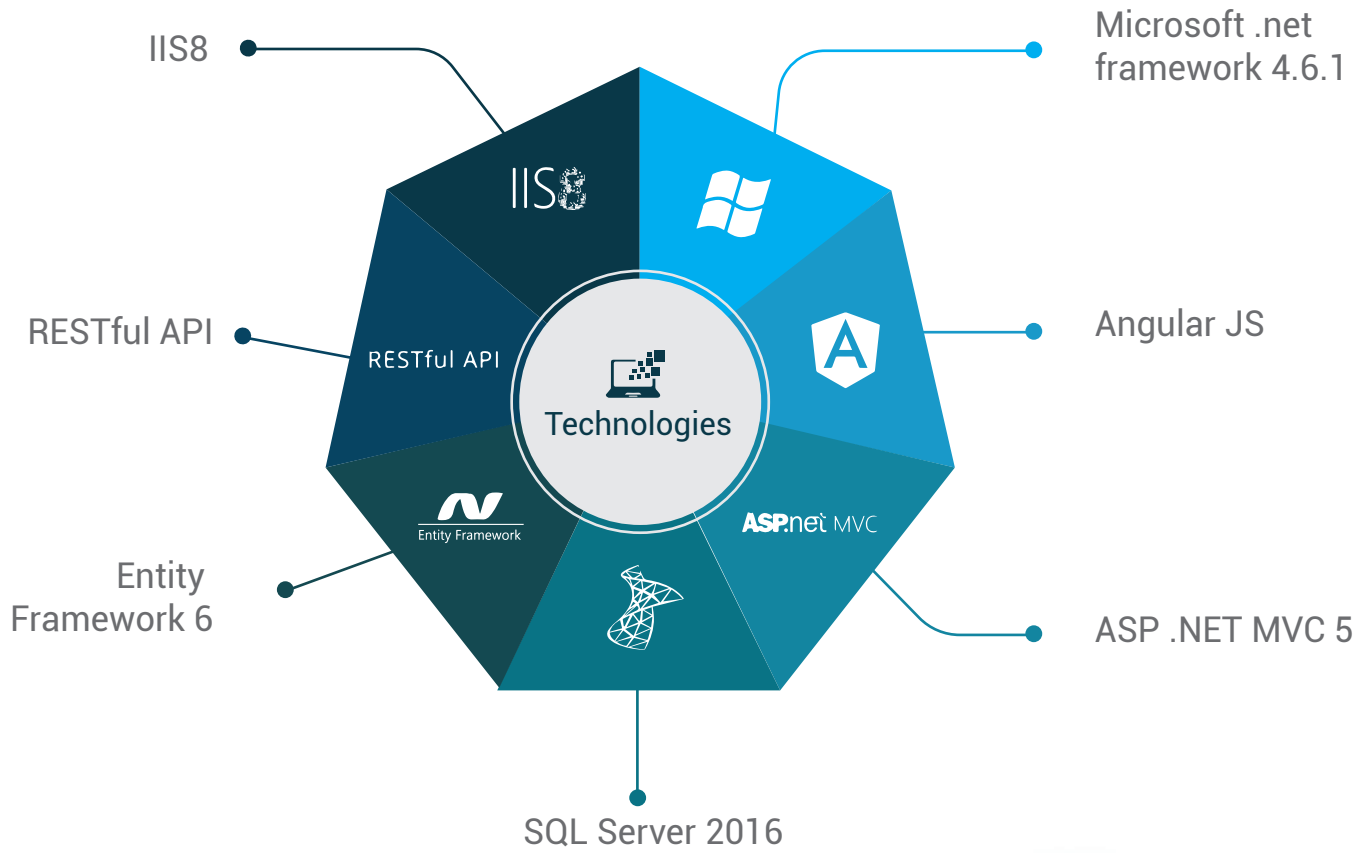 IIS8
Microsoft .net
framework 4.6.1
IIS8
RESTful API
RESTful API
Angular JS
Technologies
Entity Framework
ASP.net MVC
Entity
Framework 6
ASP .NET MVC 5
SQL Server 2016